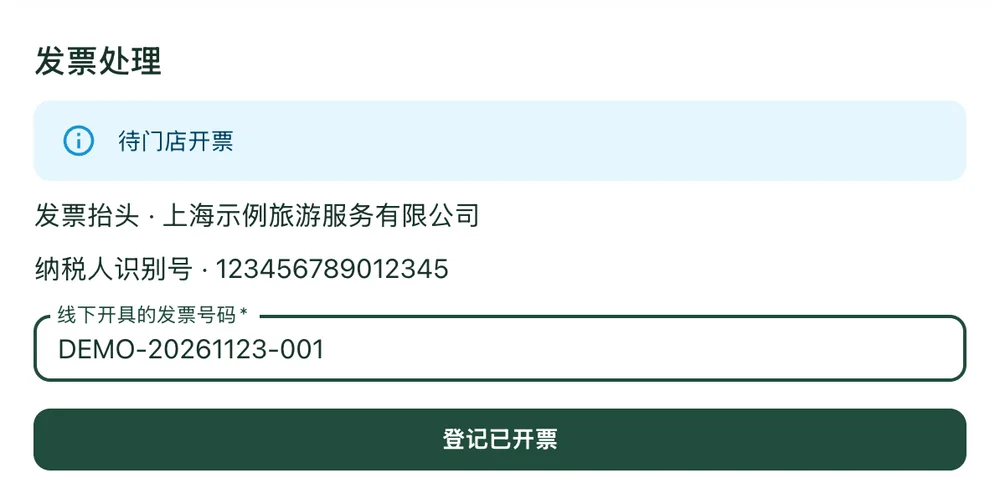 发票处理
待门店开票
发票抬头 · 上海示例旅游服务有限公司
纳税人识别号 · 123456789012345
线下开具的发票号码 *
DEMO-20261123-001
登记已开票